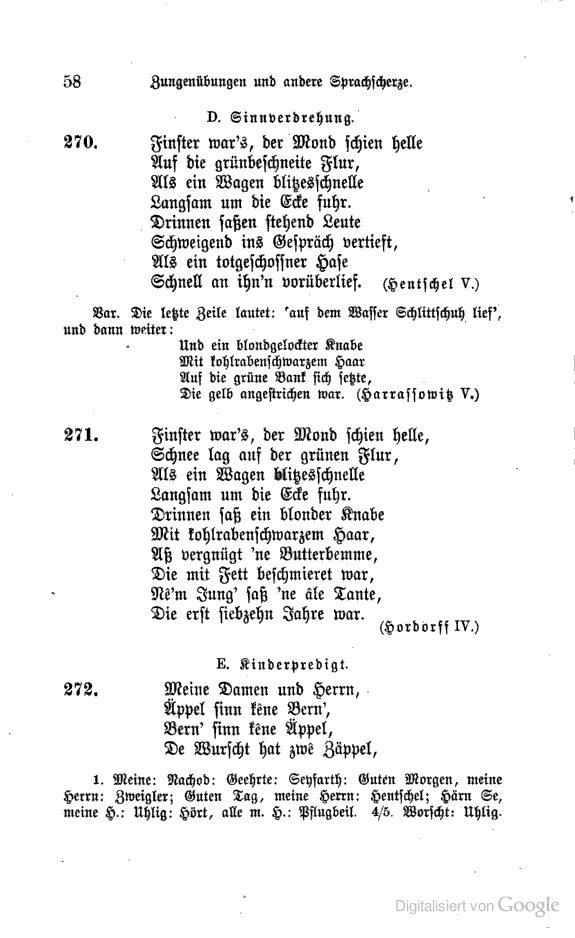 58 Zungenübungen und andere Sprachscherze.
D. Sinnverdrehung.
270. Finster war's, der Mond schien helle
Auf die grünbeschneite Flur,
Als ein Wagen blitzesschnelle
Langsam um die Ecke fuhr.
Drinnen saßen stehend Leute
Schweigend ins Gespräch vertieft,
Als ein totgeschossner Hase
Schnell an ihn'n vorüberlief. (Hentschel V.)
Var. Die letzte Zeile lautet: 'auf dem Wasser Schlittschuh lief',
und dann weiter:
Und ein blondgelockter Knabe
Mit kohlrabenschwarzem Haar
Auf die grüne Bank sich setzte,
Die gelb angestrichen war. (Harrassowitz V.)
271. Finster war's, der Mond schien helle,
Schnee lag auf der grünen Flur,
Als ein Wagen blitzesschnelle
Langsam um die Ecke fuhr.
Drinnen saß ein blonder Knabe
Mit kohlrabenschwarzem Haar,
Aß vergnügt 'ne Butterbemme,
Die mit Fett beschmieret war,
Nê'm Jung' saß 'ne âle Tante,
Die erst siebzehn Jahre war.
(Hordorff IV.)
E. Kinderpredigt.
272. Meine Damen und Herrn,
Äppel sinn kêne Bern',
Bern' sinn kêne Äppel,
De Wurscht hat zwê Zäppel,
1. Meine: Nachod: Geehrte: Seyfarth: Guten Morgen, meine
Herrn: Zweigler; Guten Tag, meine Herrn: Hentschel; Härn Se,
meine H.: Uhlig: Hört, alle m. H.: Pflugbeil. 4/5. Worscht: Uhlig.
Digitalisiert von Google